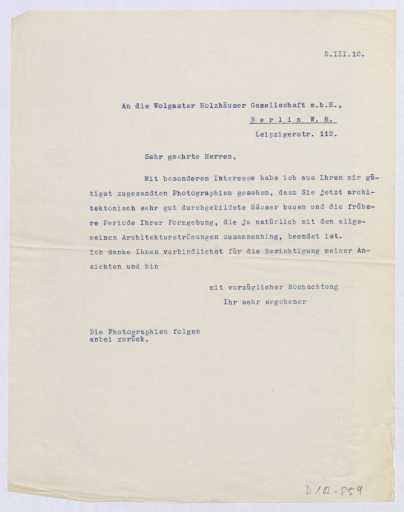 5.III.10.
An die Wolgaster Holzhäuser Gesellschaft m.b.H.,
Berlin W. 8.
Leipzigerstr. 112.
Sehr geehrte Herren,
Mit besonderem Interesse habe ich aus Ihren mir gü-
tigst zugesandten Photographien gesehen, dass Sie jetzt archi-
tektonisch sehr gut durchgebildete Häuser bauen und die frühe-
re Periode Ihrer Formgebung, die ja natürlich mit den allge-
meinen Architekturströmungen zusammenhing, beendet ist.
Ich danke Ihnen verbindlichst für die Berichtigung meiner An-
sichten und bin
mit vorzüglicher Hochachtung
Ihr sehr ergebener
Die Photographien folgen
anbei zurück.